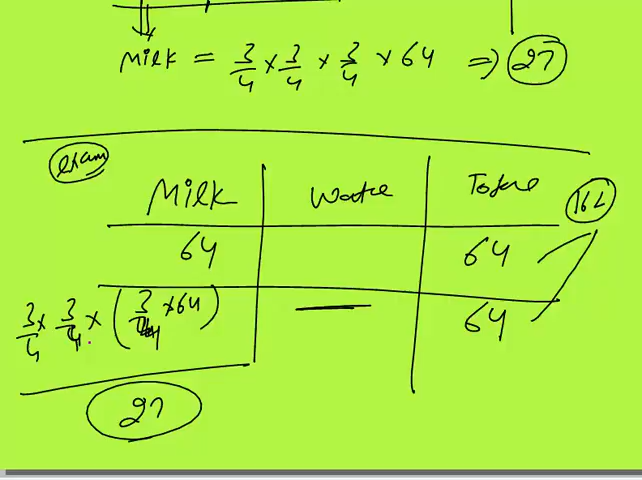 Milk = 3/4 × 3/4 × 3/4 × 64 => 27
exam
Milk Water Total 16L
64 64
3/4 × 3/4 × (3/4 × 64) — 64
27